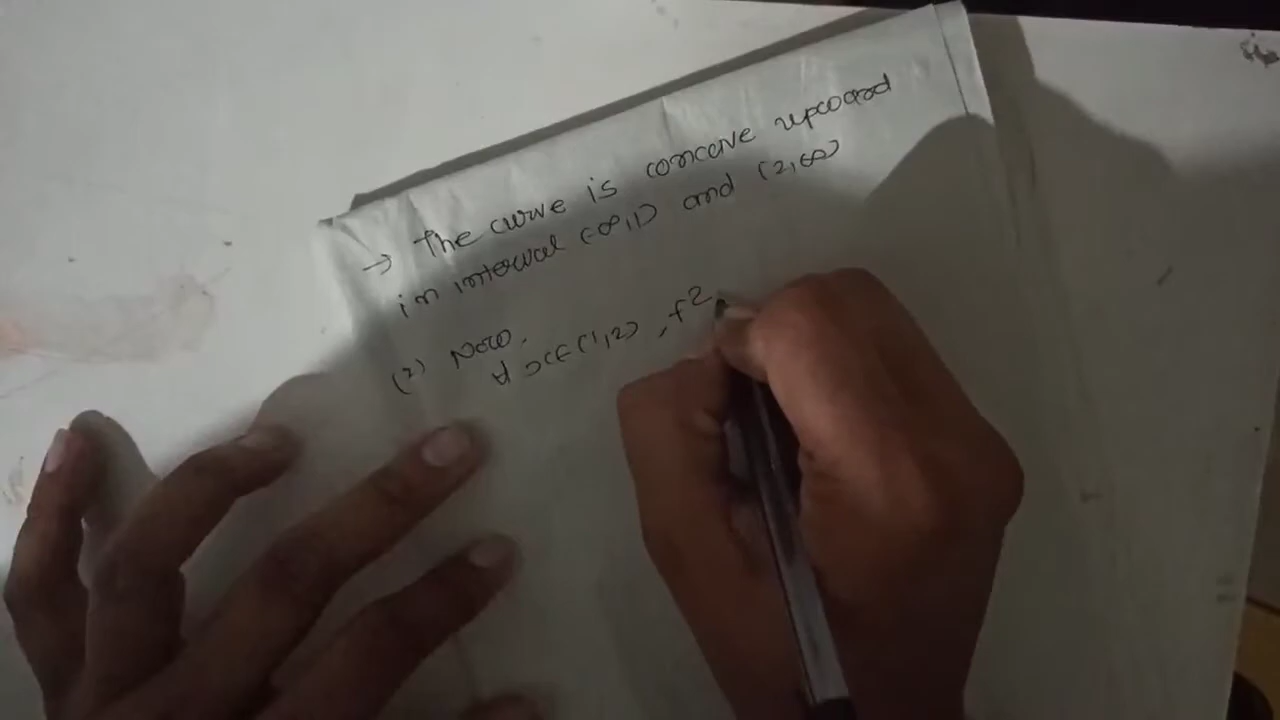 → The curve is concave upward
in interval (-∞,1) and (2,∞)
(2) Now,
∀ x∈(1,2), f2